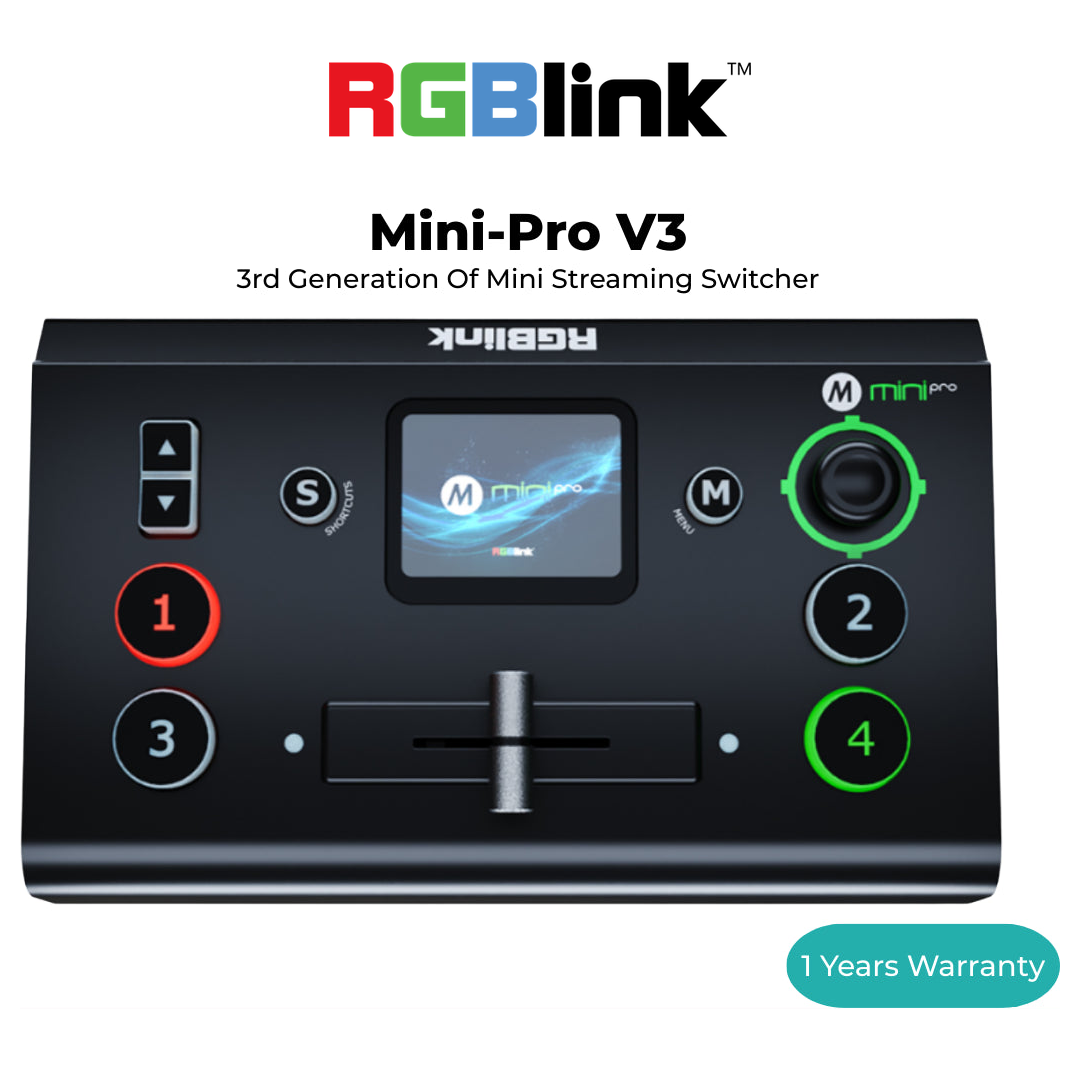 RGBlink™
Mini-Pro V3
3rd Generation Of Mini Streaming Switcher
RGBlink
M mini pro
S
SHORTCUTS
M mini pro
RGBlink
M
MENU
1
2
3
4
1 Years Warranty